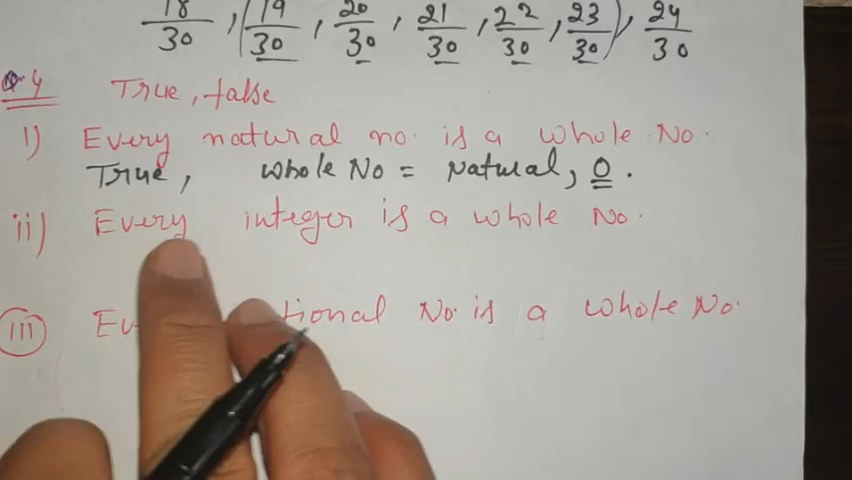 18/30, (19/30, 20/30, 21/30, 22/30, 23/30), 24/30
Q.4 True, false
i) Every natural no. is a whole No.
True, whole No = Natural, 0.
ii) Every integer is a whole No.
iii) No. is a whole No.